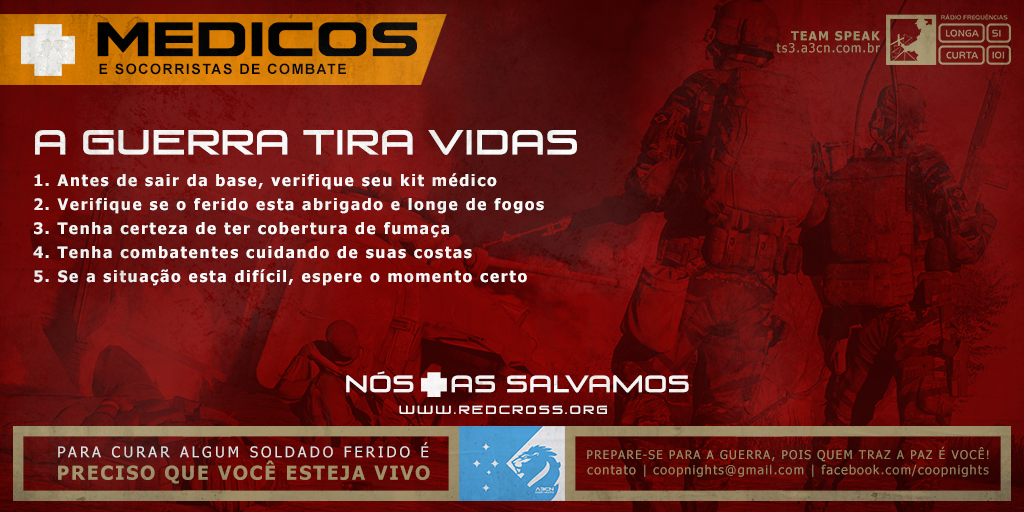 MEDICOS
E SOCORRISTAS DE COMBATE
TEAM SPEAK
ts3.a3cn.com.br
RÁDIO FREQUÊNCIAS
LONGA 51
CURTA 101
A GUERRA TIRA VIDAS
1. Antes de sair da base, verifique seu kit médico
2. Verifique se o ferido esta abrigado e longe de fogos
3. Tenha certeza de ter cobertura de fumaça
4. Tenha combatentes cuidando de suas costas
5. Se a situação esta difícil, espere o momento certo
NÓS AS SALVAMOS
WWW.REDCROSS.ORG
PARA CURAR ALGUM SOLDADO FERIDO É
PRECISO QUE VOCÊ ESTEJA VIVO
A3CN
PREPARE-SE PARA A GUERRA, POIS QUEM TRAZ A PAZ É VOCÊ!
contato | coopnights@gmail.com | facebook.com/coopnights